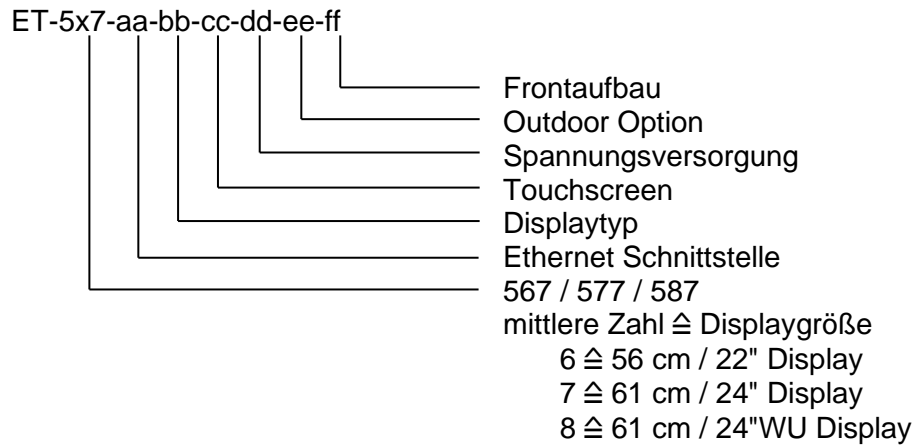 ET-5x7-aa-bb-cc-dd-ee-ff
Frontaufbau
Outdoor Option
Spannungsversorgung
Touchscreen
Displaytyp
Ethernet Schnittstelle
567 / 577 / 587
mittlere Zahl ≙ Displaygröße
6 ≙ 56 cm / 22" Display
7 ≙ 61 cm / 24" Display
8 ≙ 61 cm / 24"WU Display